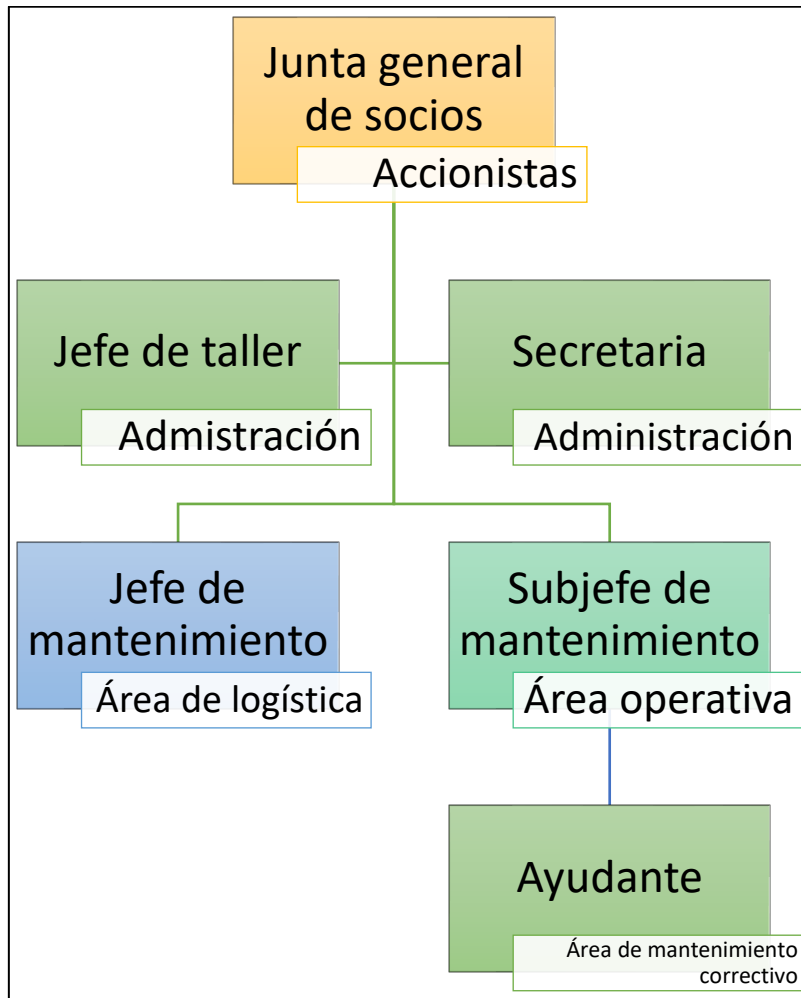 Junta general
de socios
Accionistas
Jefe de taller
Admistración
Secretaria
Administración
Jefe de
mantenimiento
Área de logística
Subjefe de
mantenimiento
Área operativa
Ayudante
Área de mantenimiento
correctivo